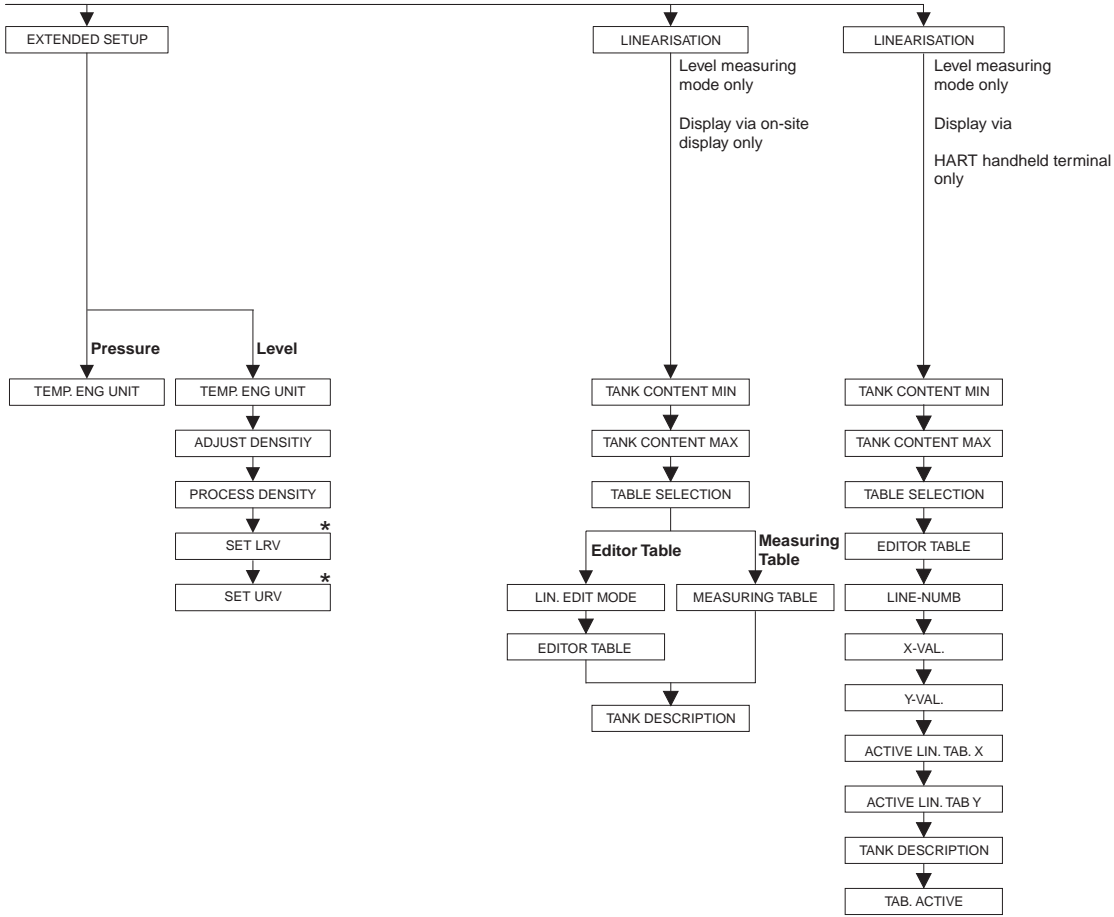 EXTENDED SETUP
LINEARISATION
LINEARISATION
Level measuring
mode only
Display via on-site
display only
Level measuring
mode only
Display via
HART handheld terminal
only
Pressure
Level
TEMP. ENG UNIT
TEMP. ENG UNIT
ADJUST DENSITIY
PROCESS DENSITY
*
SET LRV
*
SET URV
TANK CONTENT MIN
TANK CONTENT MAX
TABLE SELECTION
Editor Table
Measuring
Table
LIN. EDIT MODE
MEASURING TABLE
EDITOR TABLE
TANK DESCRIPTION
TANK CONTENT MIN
TANK CONTENT MAX
TABLE SELECTION
EDITOR TABLE
LINE-NUMB
X-VAL.
Y-VAL.
ACTIVE LIN. TAB. X
ACTIVE LIN. TAB Y
TANK DESCRIPTION
TAB. ACTIVE